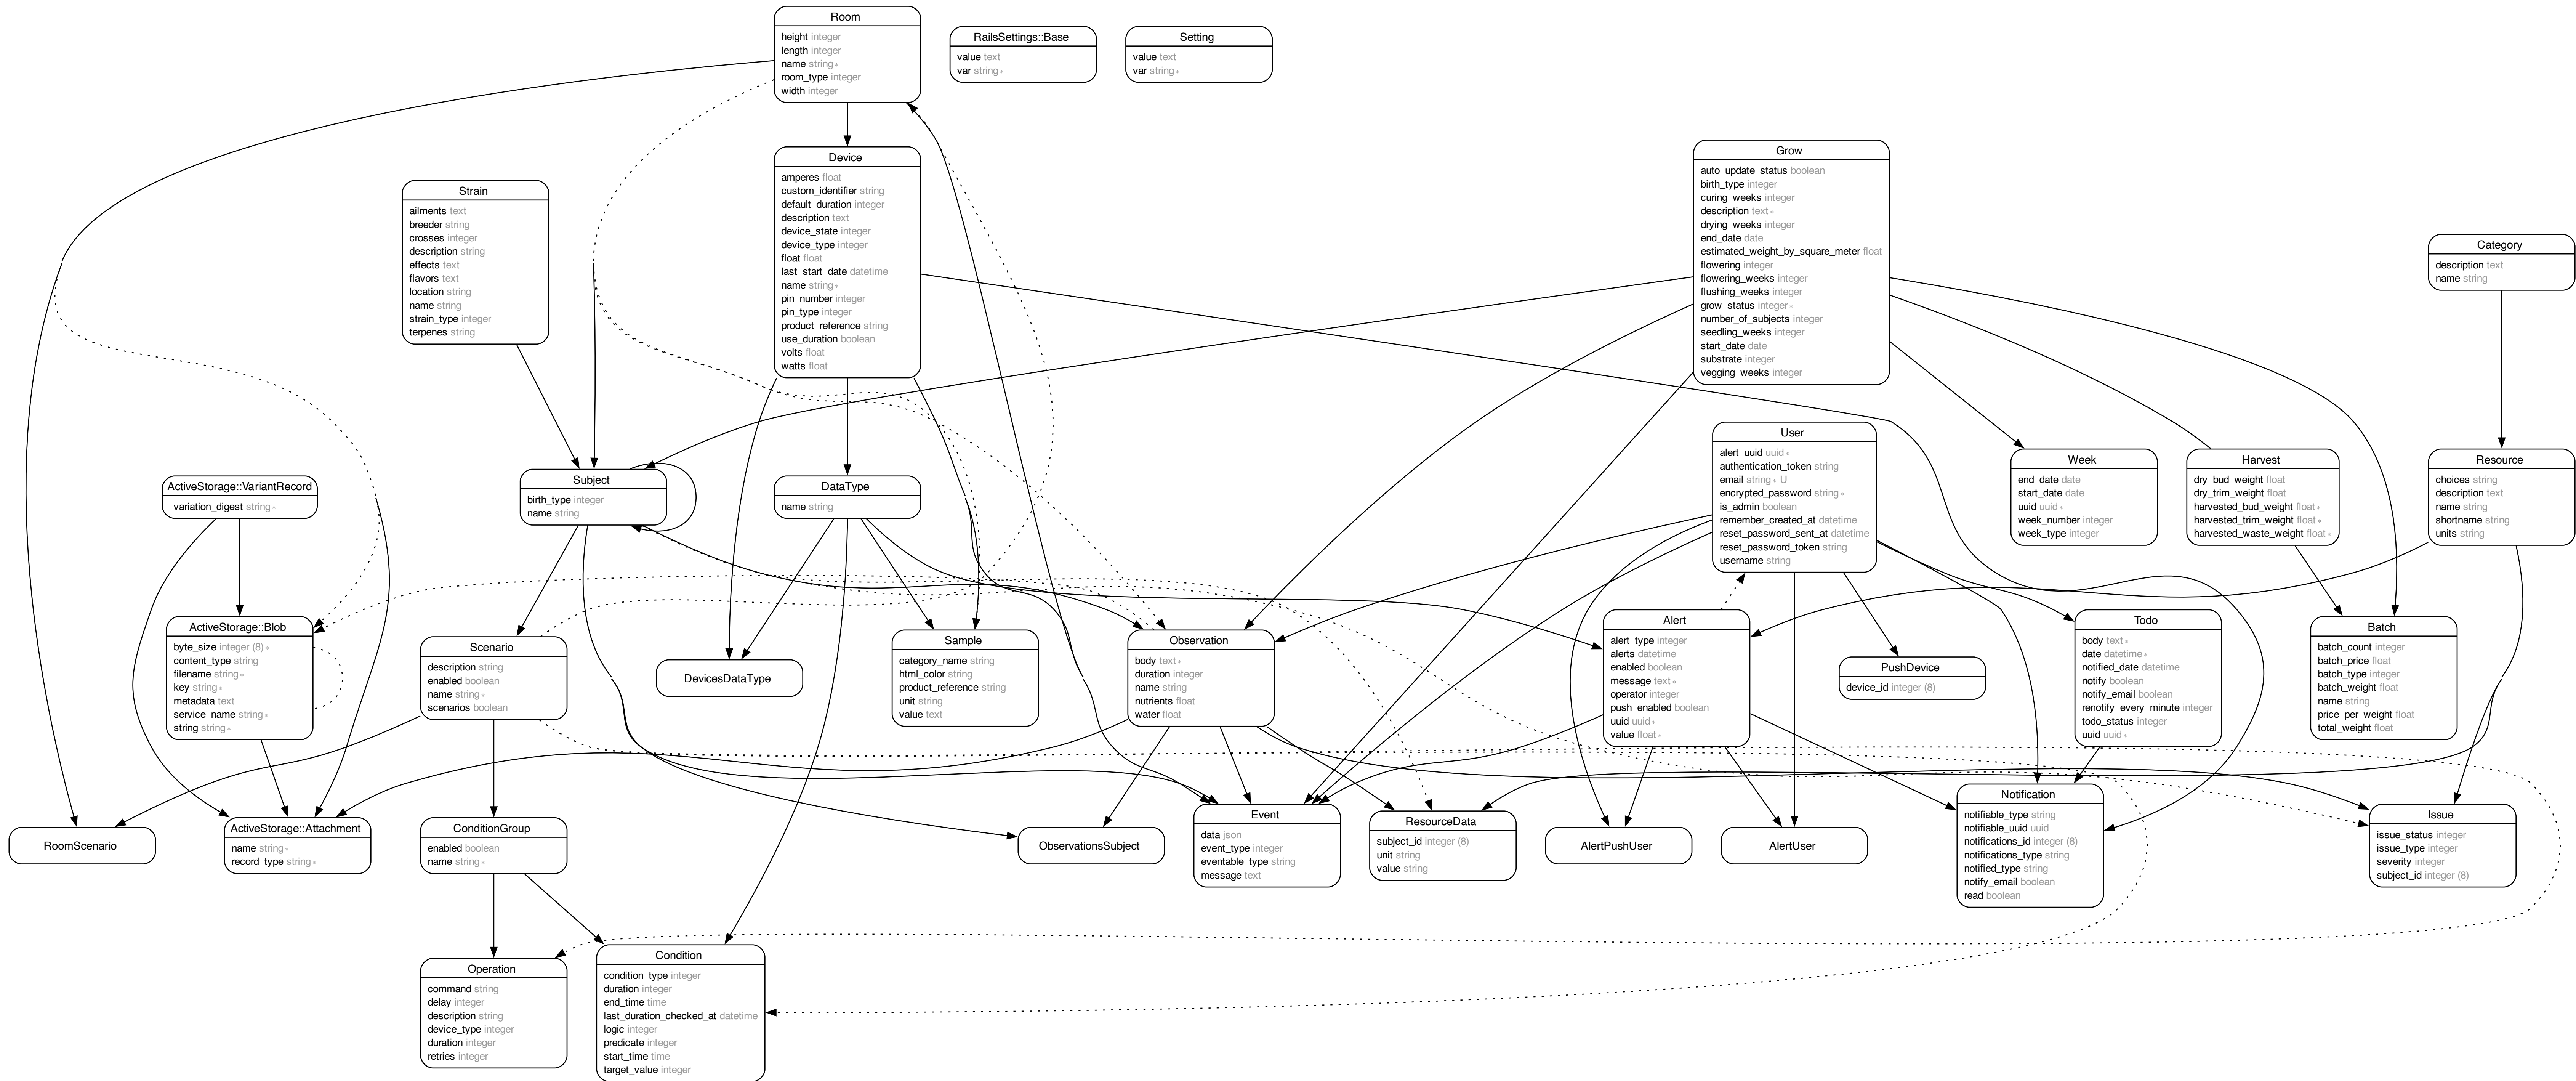 Room
height integer
length integer
name string ∗
room_type integer
width integer
RailsSettings::Base
value text
var string ∗
Setting
value text
var string ∗
Device
amperes float
custom_identifier string
default_duration integer
description text
device_state integer
device_type integer
float float
last_start_date datetime
name string ∗
pin_number integer
pin_type integer
product_reference string
use_duration boolean
volts float
watts float
Grow
auto_update_status boolean
birth_type integer
curing_weeks integer
description text ∗
drying_weeks integer
end_date date
estimated_weight_by_square_meter float
flowering integer
flowering_weeks integer
flushing_weeks integer
grow_status integer ∗
number_of_subjects integer
seedling_weeks integer
start_date date
substrate integer
vegging_weeks integer
Strain
ailments text
breeder string
crosses integer
description string
effects text
flavors text
location string
name string
strain_type integer
terpenes string
Category
description text
name string
User
alert_uuid uuid ∗
authentication_token string
email string ∗ U
encrypted_password string ∗
is_admin boolean
remember_created_at datetime
reset_password_sent_at datetime
reset_password_token string
username string
Week
end_date date
start_date date
uuid uuid ∗
week_number integer
week_type integer
Harvest
dry_bud_weight float
dry_trim_weight float
harvested_bud_weight float ∗
harvested_trim_weight float ∗
harvested_waste_weight float ∗
Resource
choices string
description text
name string
shortname string
units string
ActiveStorage::VariantRecord
variation_digest string ∗
Subject
birth_type integer
name string
DataType
name string
ActiveStorage::Blob
byte_size integer (8) ∗
content_type string
filename string ∗
key string ∗
metadata text
service_name string ∗
string string ∗
Scenario
description string
enabled boolean
name string ∗
scenarios boolean
DevicesDataType
Sample
category_name string
html_color string
product_reference string
unit string
value text
Observation
body text ∗
duration integer
name string
nutrients float
water float
Alert
alert_type integer
alerts datetime
enabled boolean
message text ∗
operator integer
push_enabled boolean
uuid uuid ∗
value float ∗
PushDevice
device_id integer (8)
Todo
body text ∗
date datetime ∗
notified_date datetime
notify boolean
notify_email boolean
renotify_every_minute integer
todo_status integer
uuid uuid ∗
Batch
batch_count integer
batch_price float
batch_type integer
batch_weight float
name string
price_per_weight float
total_weight float
RoomScenario
ActiveStorage::Attachment
name string ∗
record_type string ∗
ConditionGroup
enabled boolean
name string ∗
ObservationsSubject
Event
data json
event_type integer
eventable_type string
message text
ResourceData
subject_id integer (8)
unit string
value string
AlertPushUser
AlertUser
Notification
notifiable_type string
notifiable_uuid uuid
notifications_id integer (8)
notifications_type string
notified_type string
notify_email boolean
read boolean
Issue
issue_status integer
issue_type integer
severity integer
subject_id integer (8)
Operation
command string
delay integer
description string
device_type integer
duration integer
retries integer
Condition
condition_type integer
duration integer
end_time time
last_duration_checked_at datetime
logic integer
predicate integer
start_time time
target_value integer